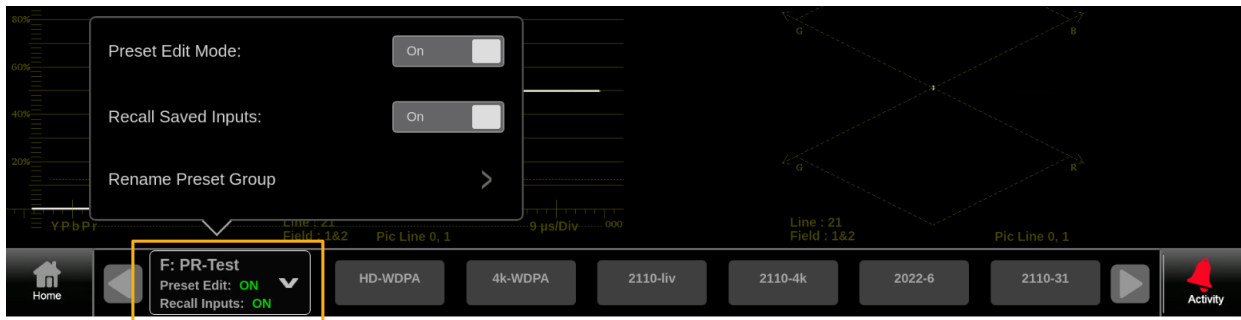 80%
60%
40%
20%
Preset Edit Mode:
On
Recall Saved Inputs:
On
Rename Preset Group
YPbPr
Line : 21
Field : 1&2
Pic Line 0, 1
9 µs/Div
000
G
B
G
R
Line : 21
Field : 1&2
Pic Line 0, 1
Home
F: PR-Test
Preset Edit: ON
Recall Inputs: ON
HD-WDPA
4k-WDPA
2110-liv
2110-4k
2022-6
2110-31
Activity